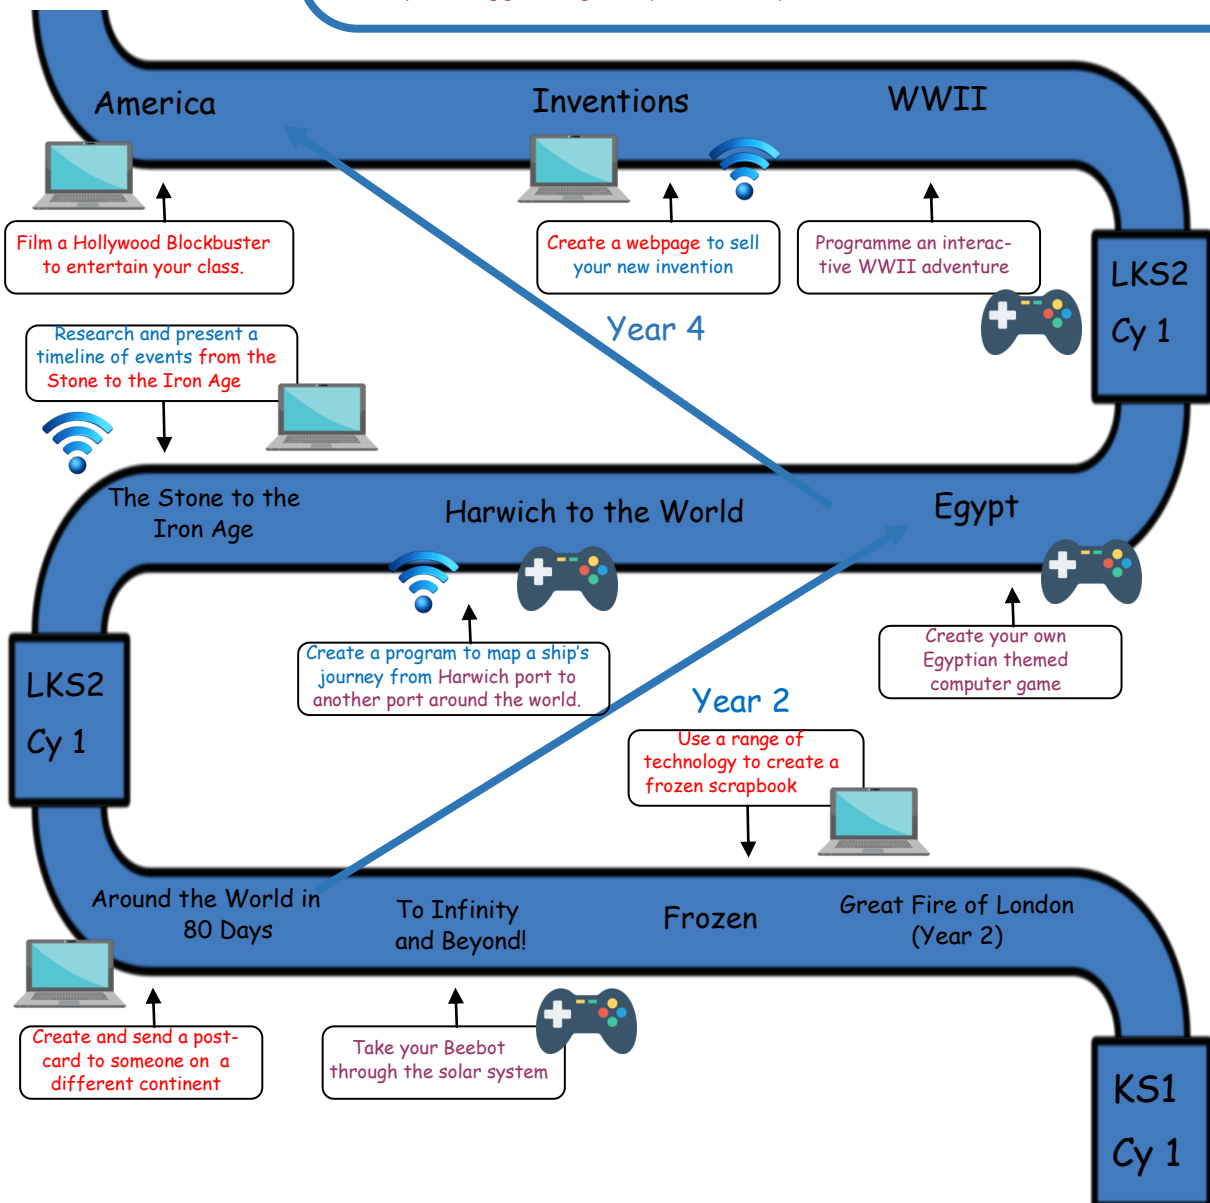 America
Inventions
WWII
Film a Hollywood Blockbuster
to entertain your class.
Create a webpage to sell
your new invention
Programme an interac-
tive WWII adventure
LKS2
Cy 1
Year 4
Research and present a
timeline of events from the
Stone to the Iron Age
The Stone to the
Iron Age
Harwich to the World
Egypt
Create a program to map a ship's
journey from Harwich port to
another port around the world.
Create your own
Egyptian themed
computer game
LKS2
Cy 1
Year 2
Use a range of
technology to create a
frozen scrapbook
Around the World in
80 Days
To Infinity
and Beyond!
Frozen
Great Fire of London
(Year 2)
Create and send a post-
card to someone on a
different continent
Take your Beebot
through the solar system
KS1
Cy 1